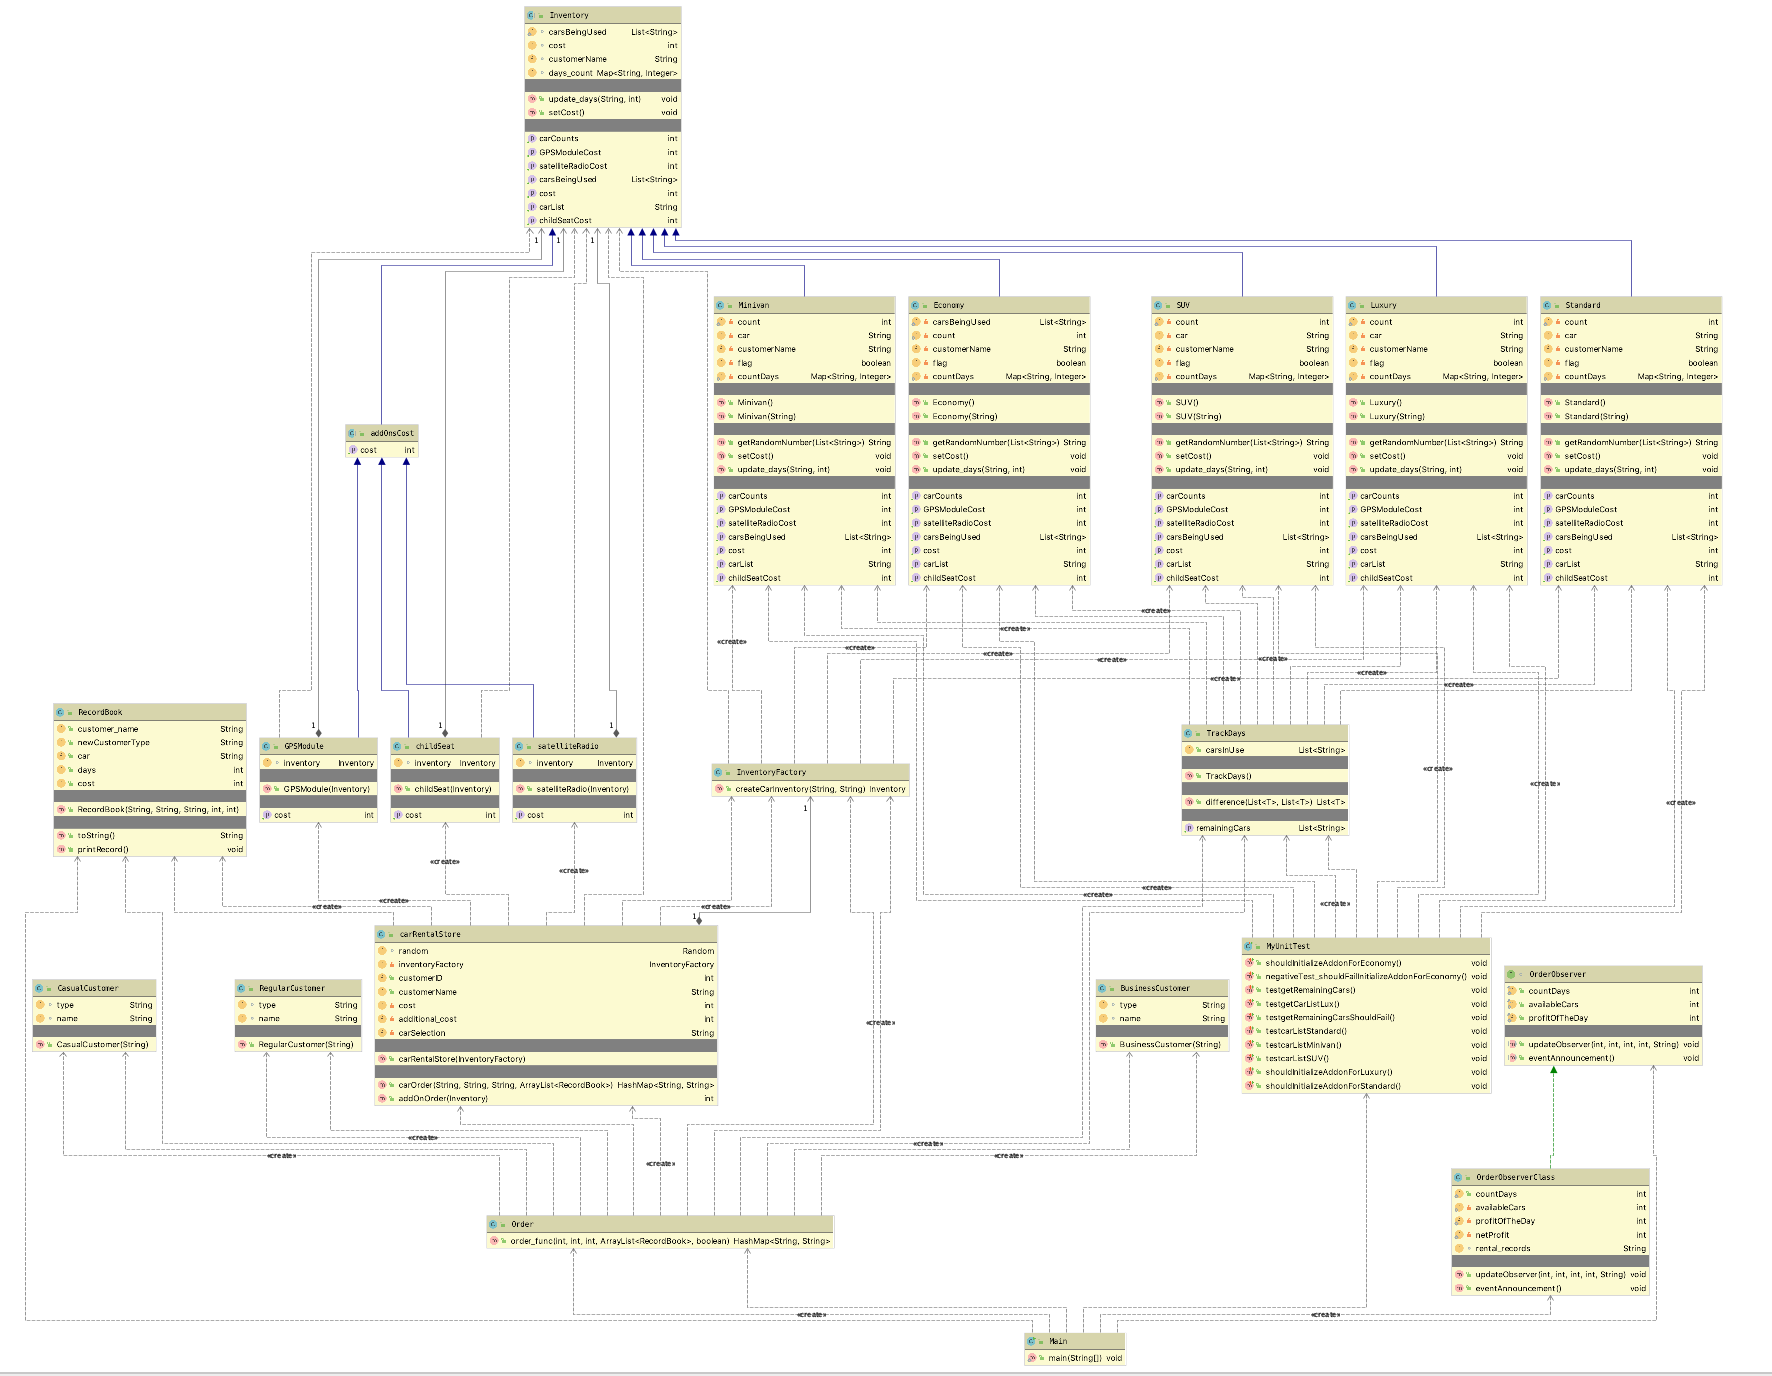 Inventory
carsBeingUsed List<String>
cost int
customerName String
days_count Map<String, Integer>
update_days(String, int) void
setCost() void
carCounts int
GPSModuleCost int
satelliteRadioCost int
carsBeingUsed List<String>
cost int
carList String
childSeatCost int
1 1 1
Minivan
count int
car String
customerName String
flag boolean
countDays Map<String, Integer>
Minivan()
Minivan(String)
getRandomNumber(List<String>) String
setCost() void
update_days(String, int) void
carCounts int
GPSModuleCost int
satelliteRadioCost int
carsBeingUsed List<String>
cost int
carList String
childSeatCost int
Economy
carsBeingUsed List<String>
count int
customerName String
flag boolean
countDays Map<String, Integer>
Economy()
Economy(String)
getRandomNumber(List<String>) String
setCost() void
update_days(String, int) void
carCounts int
GPSModuleCost int
satelliteRadioCost int
carsBeingUsed List<String>
cost int
carList String
childSeatCost int
SUV
count int
car String
customerName String
flag boolean
countDays Map<String, Integer>
SUV()
SUV(String)
getRandomNumber(List<String>) String
setCost() void
update_days(String, int) void
carCounts int
GPSModuleCost int
satelliteRadioCost int
carsBeingUsed List<String>
cost int
carList String
childSeatCost int
Luxury
count int
car String
customerName String
flag boolean
countDays Map<String, Integer>
Luxury()
Luxury(String)
getRandomNumber(List<String>) String
setCost() void
update_days(String, int) void
carCounts int
GPSModuleCost int
satelliteRadioCost int
carsBeingUsed List<String>
cost int
carList String
childSeatCost int
Standard
count int
car String
customerName String
flag boolean
countDays Map<String, Integer>
Standard()
Standard(String)
getRandomNumber(List<String>) String
setCost() void
update_days(String, int) void
carCounts int
GPSModuleCost int
satelliteRadioCost int
carsBeingUsed List<String>
cost int
carList String
childSeatCost int
addOnsCost
cost int
«create»
«create»
«create»
«create»
«create»
«create»
«create»
«create»
«create»
«create»
RecordBook
customer_name String
newCustomerType String
car String
days int
cost int
RecordBook(String, String, String, int, int)
toString() String
printRecord() void
1 1 1
GPSModule
inventory Inventory
GPSModule(Inventory)
cost int
childSeat
inventory Inventory
childSeat(Inventory)
cost int
satelliteRadio
inventory Inventory
satelliteRadio(Inventory)
cost int
InventoryFactory
createCarInventory(String, String) Inventory
1
TrackDays
carsInUse List<String>
TrackDays()
difference(List<T>, List<T>) List<T>
remainingCars List<String>
«create»
«create»
«create»
«create»
«create»
«create»
«create»
«create»
«create»
«create»
«create»
1
carRentalStore
random Random
inventoryFactory InventoryFactory
customerID int
customerName String
cost int
additional_cost int
carSelection String
carRentalStore(InventoryFactory)
carOrder(String, String, String, ArrayList<RecordBook>) HashMap<String, String>
addOnOrder(Inventory) int
CasualCustomer
type String
name String
CasualCustomer(String)
RegularCustomer
type String
name String
RegularCustomer(String)
«create»
BusinessCustomer
type String
name String
BusinessCustomer(String)
MyUnitTest
shouldInitializeAddonForEconomy() void
negativeTest_shouldFailInitializeAddonForEconomy() void
testgetRemainingCars() void
testgetCarListLux() void
testgetRemainingCarsShouldFail() void
testcarListStandard() void
testcarListMinivan() void
testcarListSUV() void
shouldInitializeAddonForLuxury() void
shouldInitializeAddonForStandard() void
OrderObserver
countDays int
availableCars int
profitOfTheDay int
updateObserver(int, int, int, int, String) void
eventAnnouncement() void
«create»
«create»
«create»
«create»
«create»
OrderObserverClass
countDays int
availableCars int
profitOfTheDay int
netProfit int
rental_records String
updateObserver(int, int, int, int, String) void
eventAnnouncement() void
Order
order_func(int, int, int, ArrayList<RecordBook>, boolean) HashMap<String, String>
«create»
«create»
Main
main(String[]) void